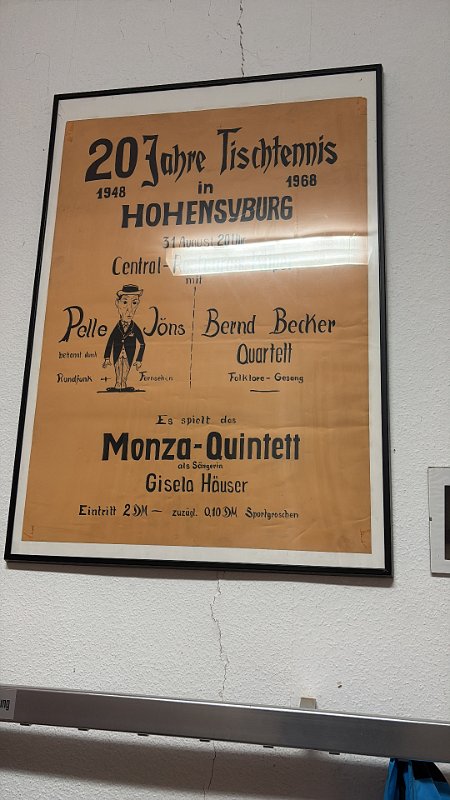 20 Jahre Tischtennis
1948 in 1968
HOHENSYBURG
31 August 20 Uhr
Central-
mit
Pelle Jöns
bekannt durch
Rundfunk + Fernsehen
Bernd Becker
Quartett
Folklore-Gesang
Es spielt das
Monza-Quintett
als Sängerin
Gisela Häuser
Eintritt 2 DM — zuzügl. 0,10 DM Sportgroschen
ung